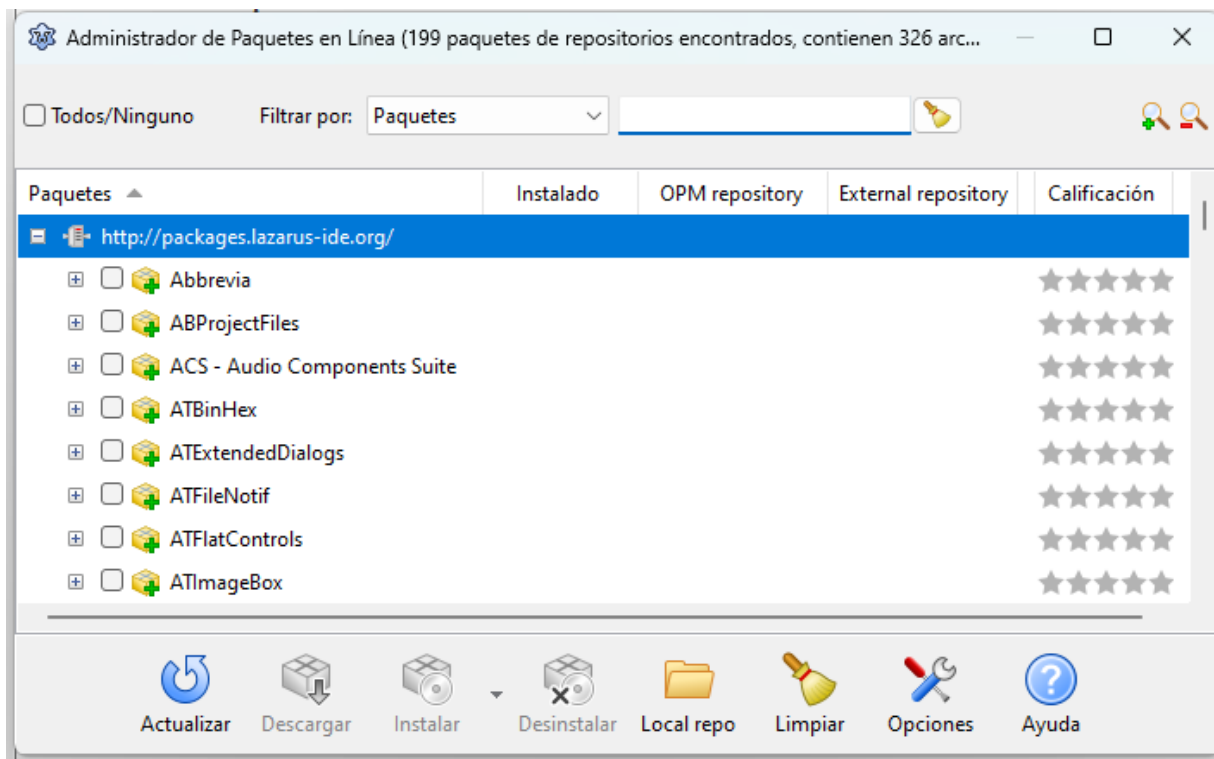 Administrador de Paquetes en Línea (199 paquetes de repositorios encontrados, contienen 326 arc...
Todos/Ninguno Filtrar por: Paquetes
Paquetes Instalado OPM repository External repository Calificación
http://packages.lazarus-ide.org/
Abbrevia
ABProjectFiles
ACS - Audio Components Suite
ATBinHex
ATExtendedDialogs
ATFileNotif
ATFlatControls
ATImageBox
Actualizar Descargar Instalar Desinstalar Local repo Limpiar Opciones Ayuda